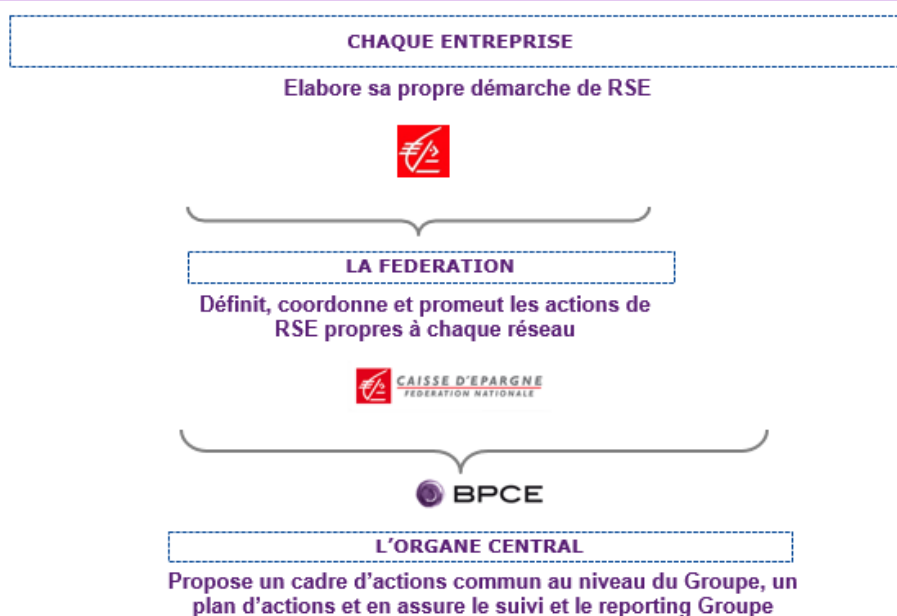 CHAQUE ENTREPRISE
Elabore sa propre démarche de RSE
LA FEDERATION
Définit, coordonne et promeut les actions de
RSE propres à chaque réseau
CAISSE D'EPARGNE
FEDERATION NATIONALE
BPCE
L'ORGANE CENTRAL
Propose un cadre d'actions commun au niveau du Groupe, un
plan d'actions et en assure le suivi et le reporting Groupe